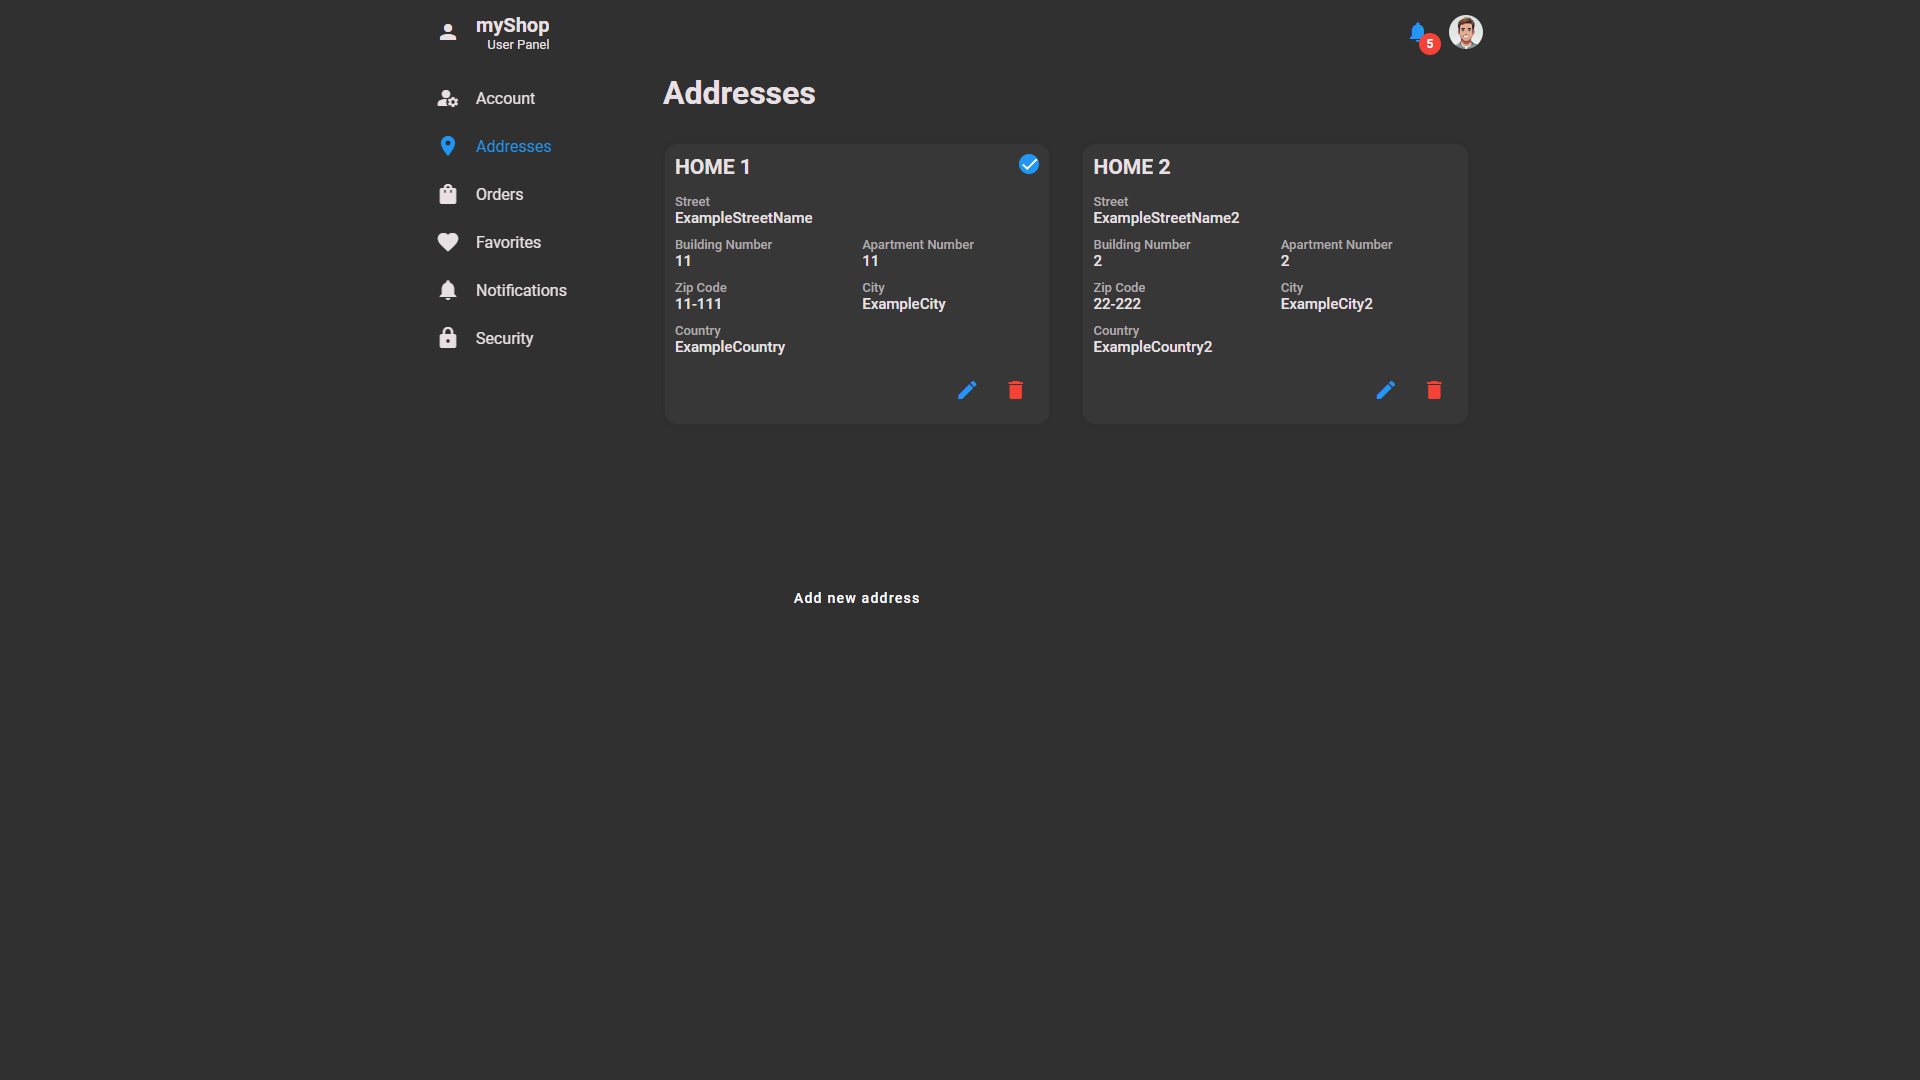 myShop
User Panel
5
Account
Addresses
Orders
Favorites
Notifications
Security
Addresses
HOME 1
Street
ExampleStreetName
Building Number
11
Apartment Number
11
Zip Code
11-111
City
ExampleCity
Country
ExampleCountry
HOME 2
Street
ExampleStreetName2
Building Number
2
Apartment Number
2
Zip Code
22-222
City
ExampleCity2
Country
ExampleCountry2
Add new address